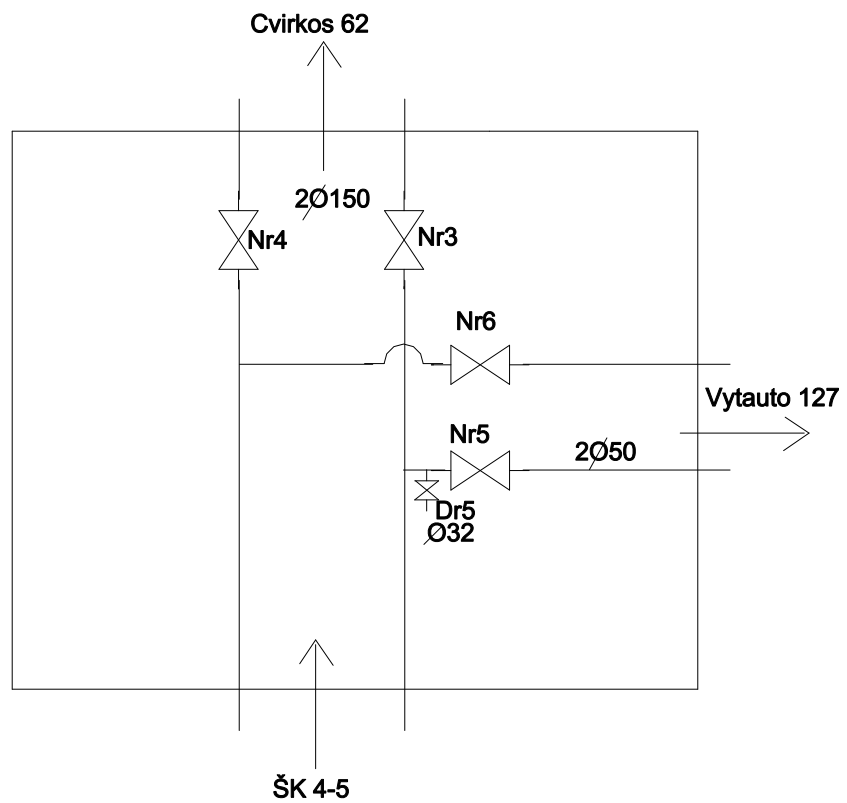 Cvirkos 62
2Ø150
Nr4
Nr3
Nr6
Vytauto 127
Nr5
2Ø50
Dr5
Ø32
ŠK 4-5